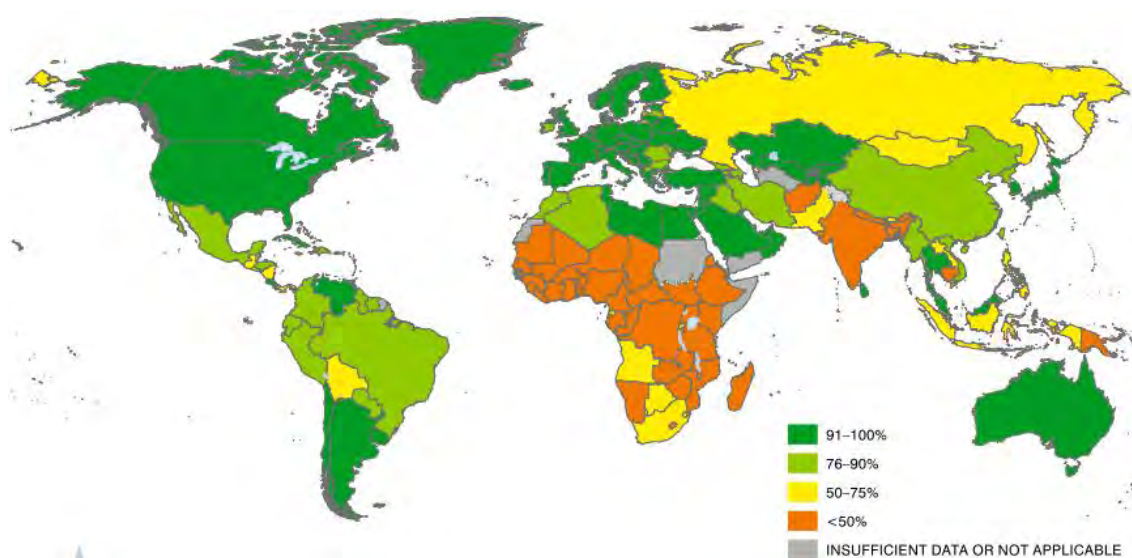 91–100%
76–90%
50–75%
<50%
INSUFFICIENT DATA OR NOT APPLICABLE